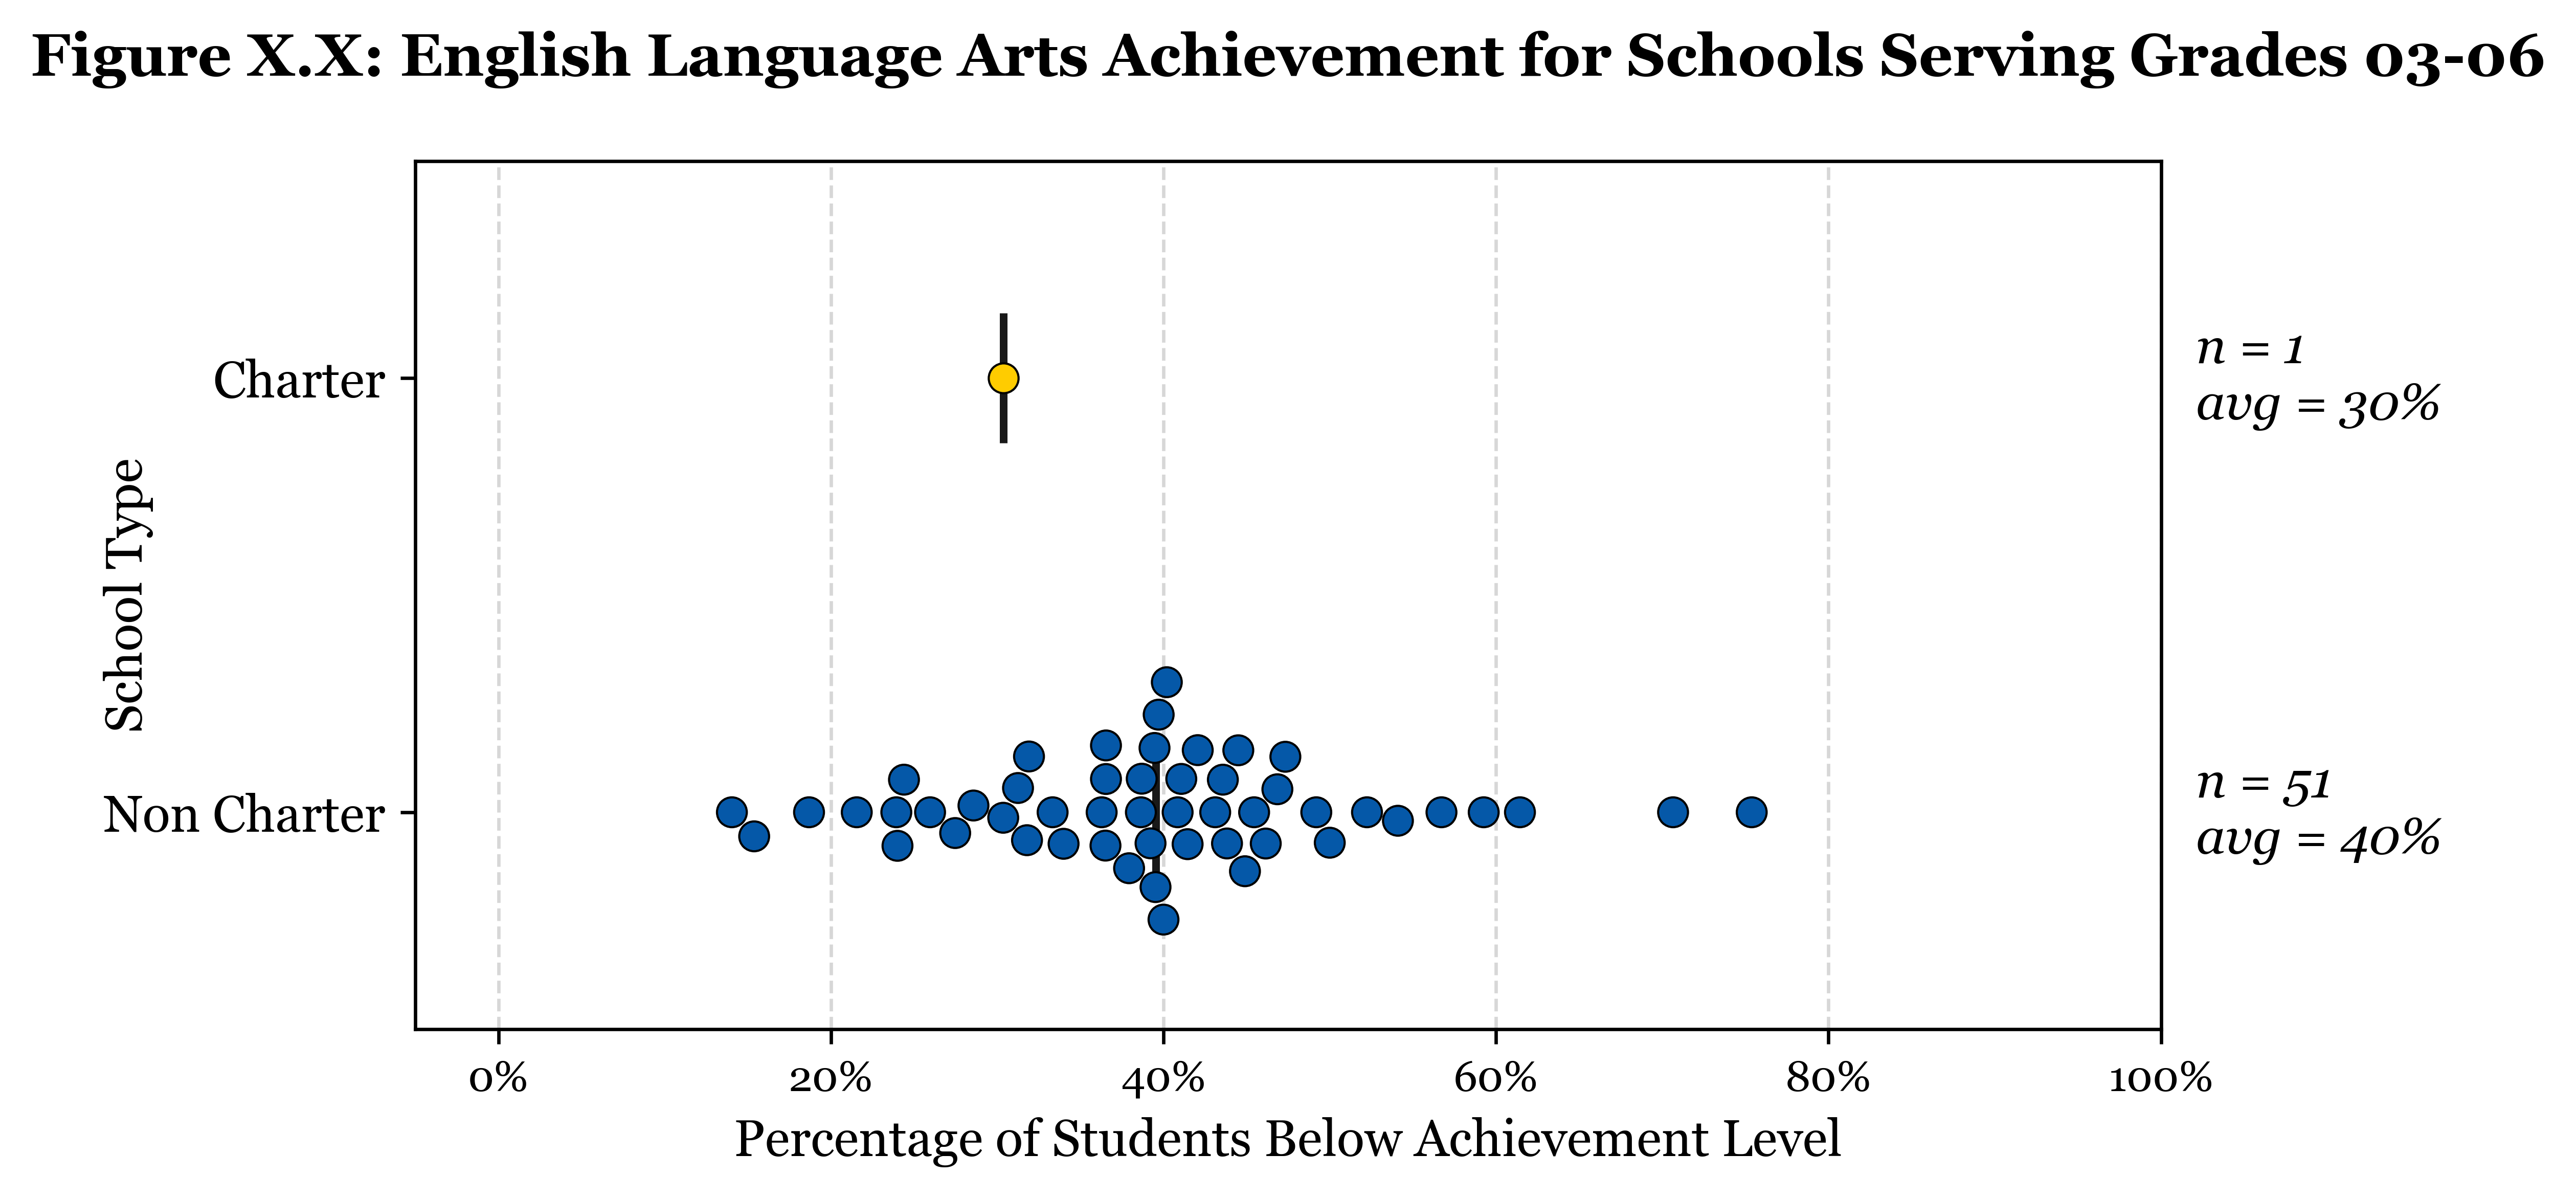 Figure X.X: English Language Arts Achievement for Schools Serving Grades 03-06
Charter
n = 1
avg = 30%
School Type
Non Charter
n = 51
avg = 40%
0% 20% 40% 60% 80% 100%
Percentage of Students Below Achievement Level